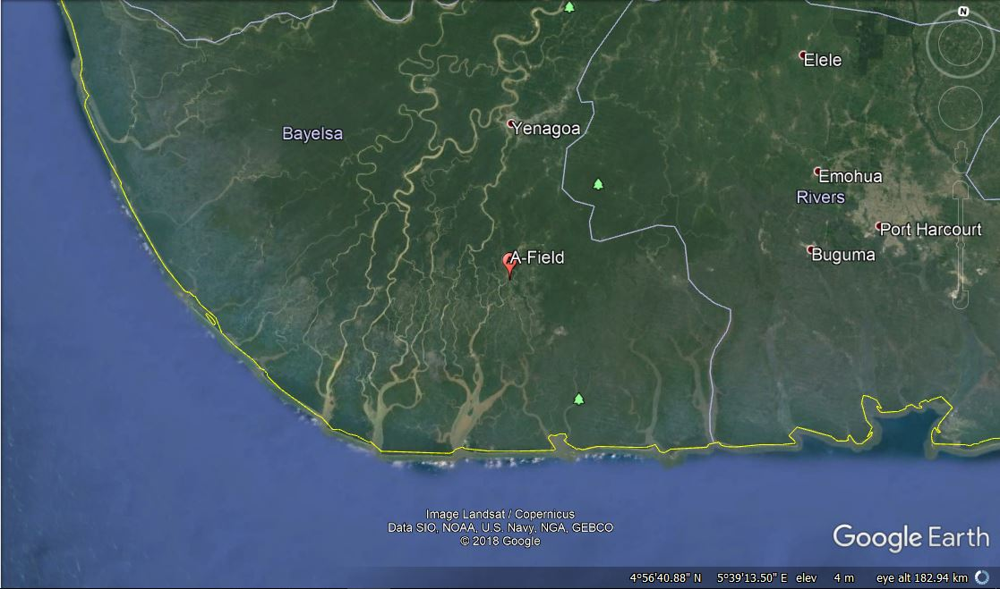 N
Elele
Yenagoa
Bayelsa
Emohua
Rivers
Port Harcourt
A-Field
Buguma
Image Landsat / Copernicus
Data SIO, NOAA, U.S. Navy, NGA, GEBCO
© 2018 Google
Google Earth
4°56'40.88" N 5°39'13.50" E elev 4 m eye alt 182.94 km